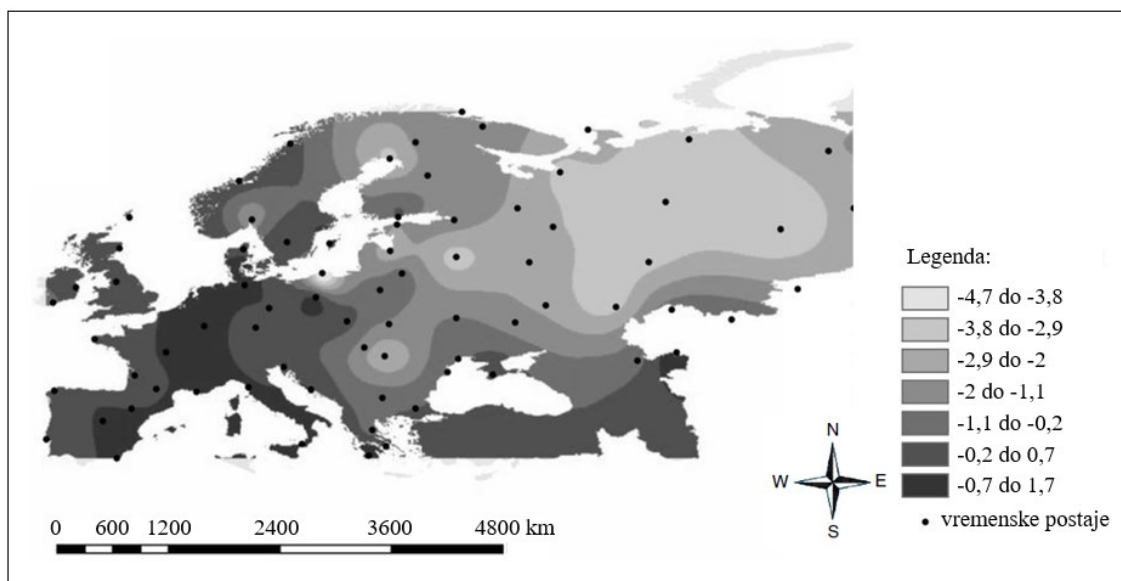 Legenda:
-4,7 do -3,8
-3,8 do -2,9
-2,9 do -2
-2 do -1,1
-1,1 do -0,2
-0,2 do 0,7
-0,7 do 1,7
vremenske postaje
N
W E
S
0 600 1200 2400 3600 4800 km